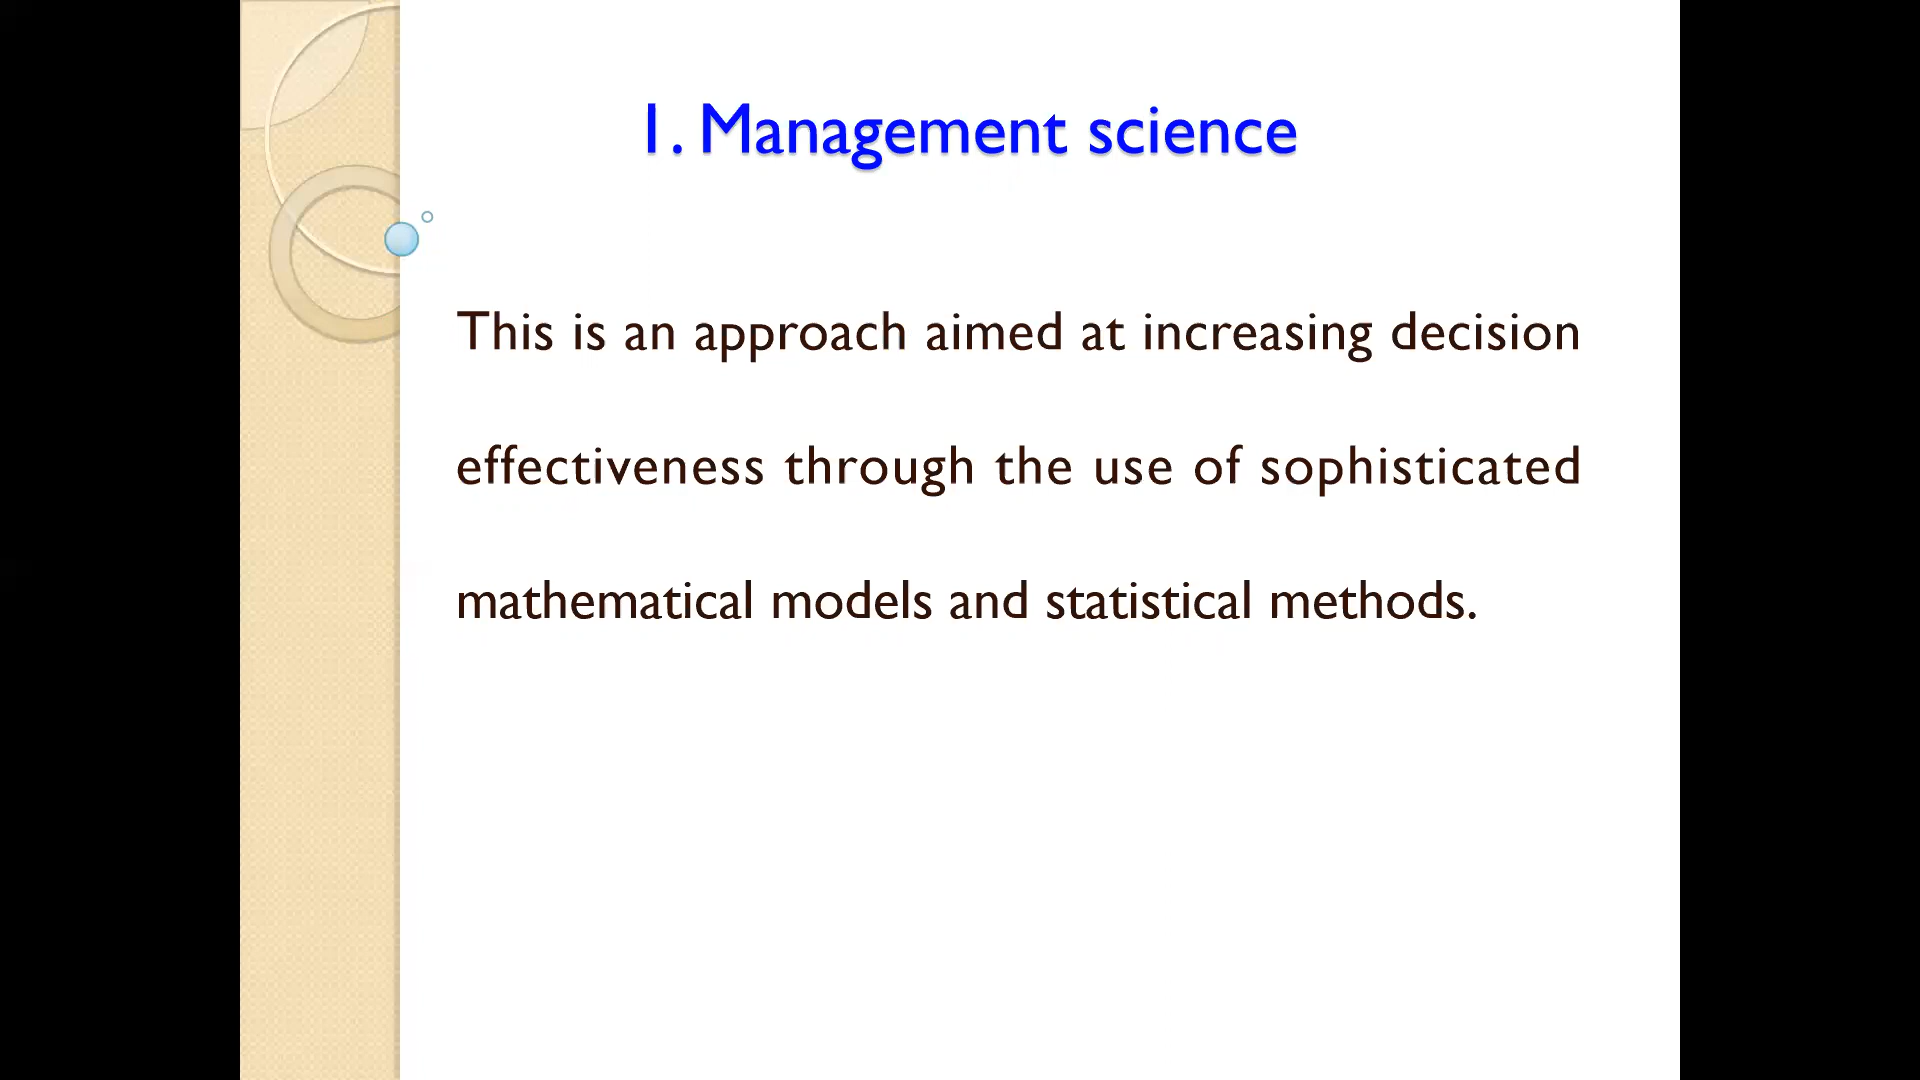 1. Management science
This is an approach aimed at increasing decision
effectiveness through the use of sophisticated
mathematical models and statistical methods.